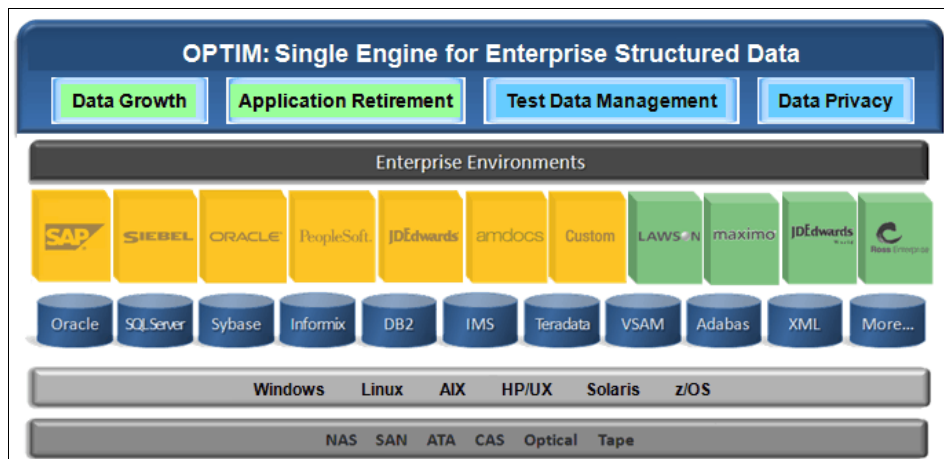 OPTIM: Single Engine for Enterprise Structured Data
Data Growth Application Retirement Test Data Management Data Privacy
Enterprise Environments
SAP SIEBEL ORACLE PeopleSoft. JDEdwards amdocs Custom LAWSON maximo JDEdwards World Ross Enterprise
Oracle SQLServer Sybase Informix DB2 IMS Teradata VSAM Adabas XML More...
Windows Linux AIX HP/UX Solaris z/OS
NAS SAN ATA CAS Optical Tape